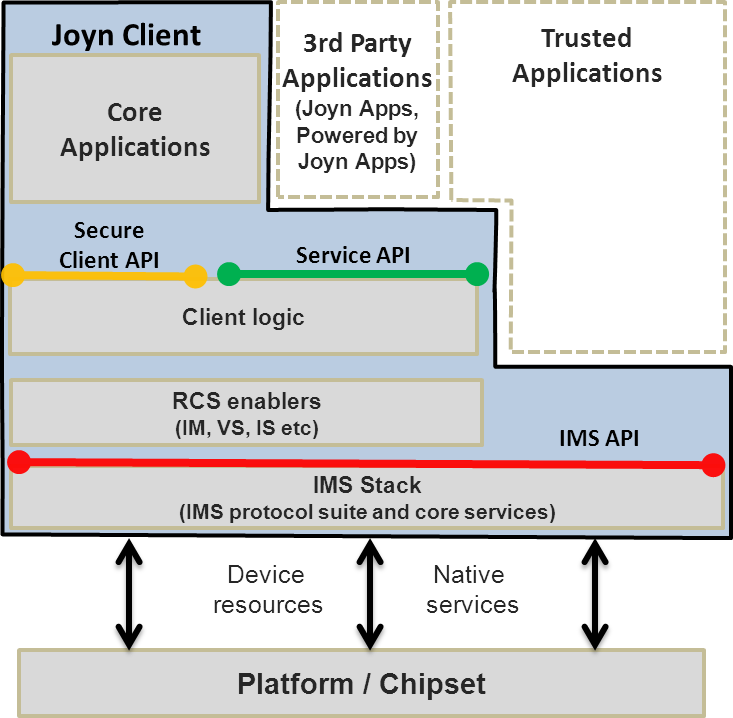 Joyn Client
Core
Applications
3rd Party
Applications
(Joyn Apps,
Powered by
Joyn Apps)
Trusted
Applications
Secure
Client API
Service API
Client logic
RCS enablers
(IM, VS, IS etc)
IMS API
IMS Stack
(IMS protocol suite and core services)
Device
resources
Native
services
Platform / Chipset